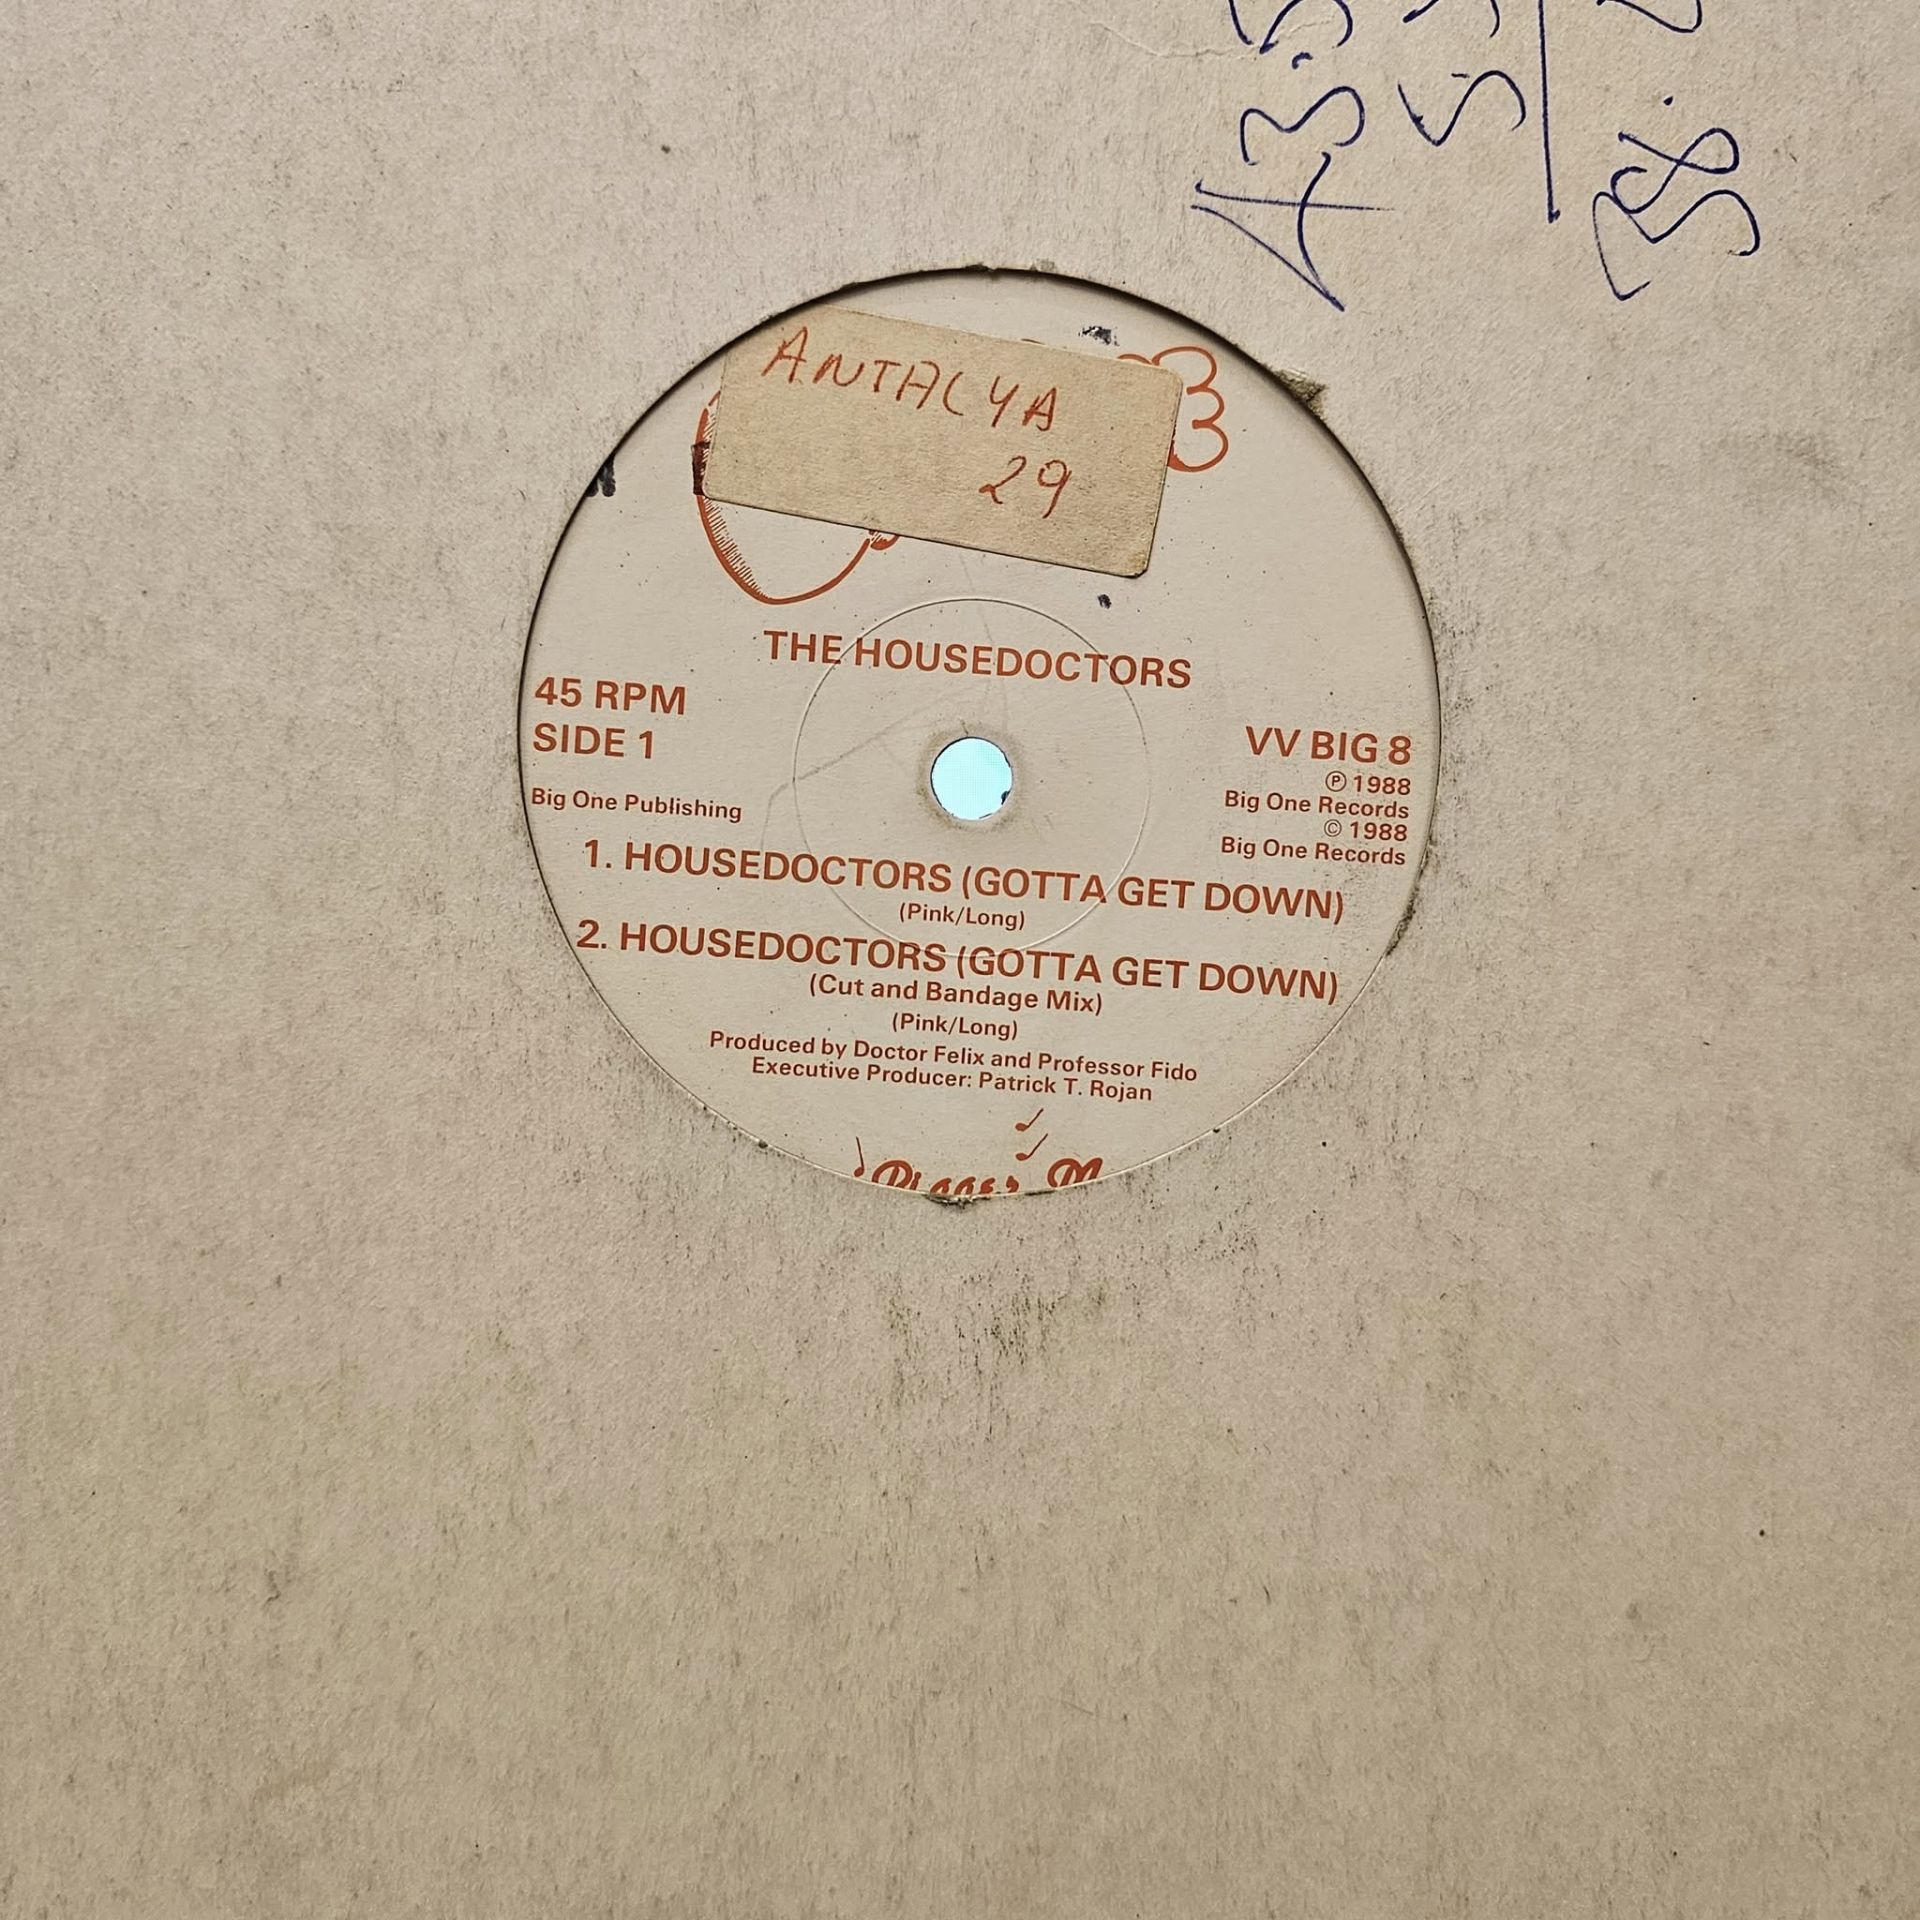 ANTALYA
29
THE HOUSEDOCTORS
45 RPM
SIDE 1
Big One Publishing
VV BIG 8
℗ 1988
Big One Records
© 1988
Big One Records
1. HOUSEDOCTORS (GOTTA GET DOWN)
(Pink/Long)
2. HOUSEDOCTORS (GOTTA GET DOWN)
(Cut and Bandage Mix)
(Pink/Long)
Produced by Doctor Felix and Professor Fido
Executive Producer: Patrick T. Rojan